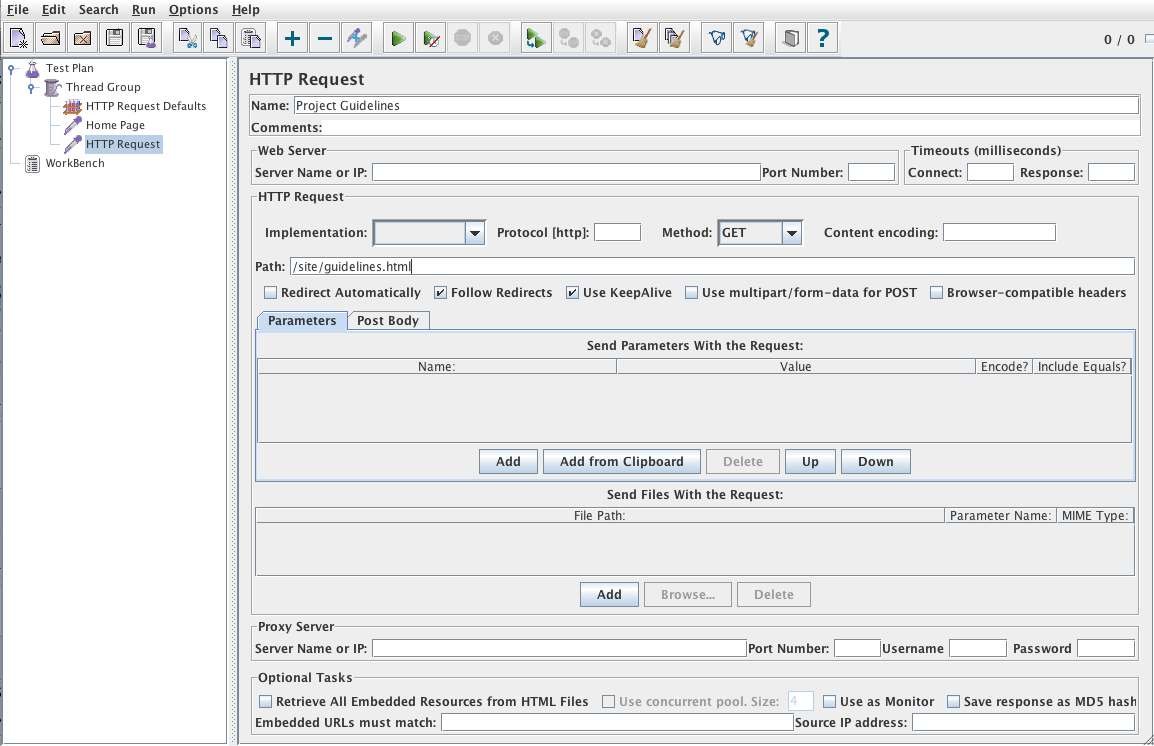 File Edit Search Run Options Help
0 / 0
Test Plan
Thread Group
HTTP Request Defaults
Home Page
HTTP Request
WorkBench
HTTP Request
Name: Project Guidelines
Comments:
Web Server
Server Name or IP: Port Number:
Timeouts (milliseconds)
Connect: Response:
HTTP Request
Implementation: Protocol [http]: Method: GET Content encoding:
Path: /site/guidelines.html
Redirect Automatically Follow Redirects Use KeepAlive Use multipart/form-data for POST Browser-compatible headers
Parameters Post Body
Send Parameters With the Request:
Name: Value Encode? Include Equals?
Add Add from Clipboard Delete Up Down
Send Files With the Request:
File Path: Parameter Name: MIME Type:
Add Browse... Delete
Proxy Server
Server Name or IP: Port Number: Username Password
Optional Tasks
Retrieve All Embedded Resources from HTML Files Use concurrent pool. Size: 4 Use as Monitor Save response as MD5 hash
Embedded URLs must match: Source IP address: